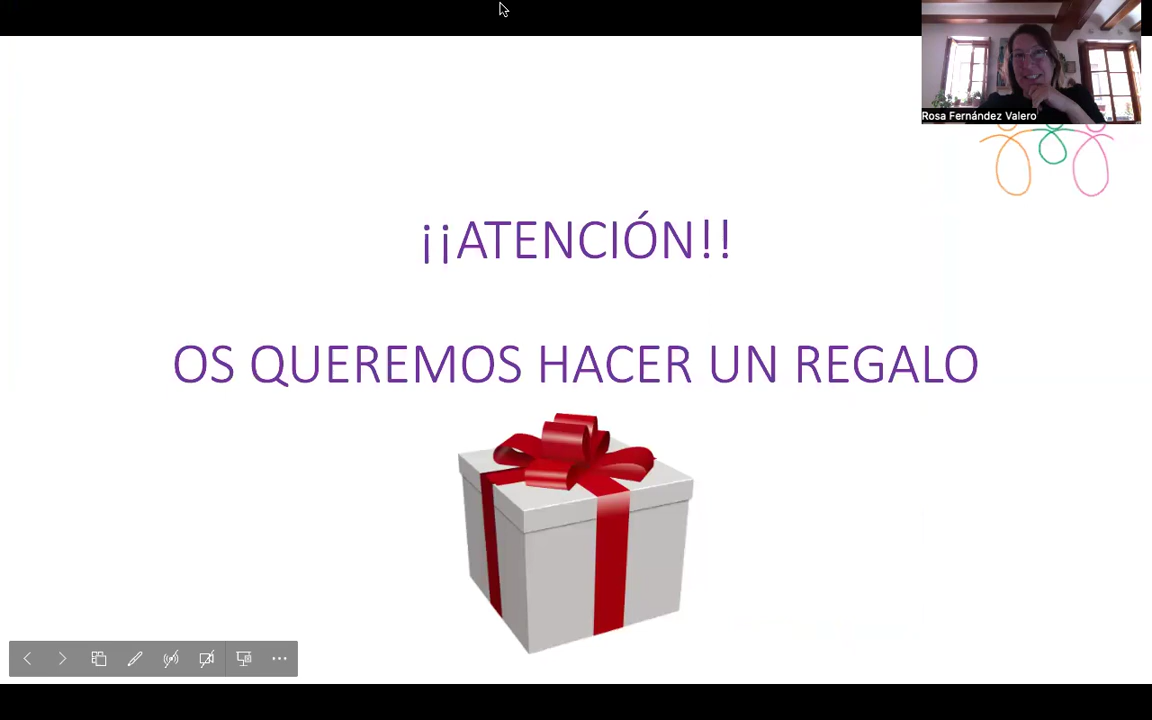 Rosa Fernández Valero
¡¡ATENCIÓN!!
OS QUEREMOS HACER UN REGALO